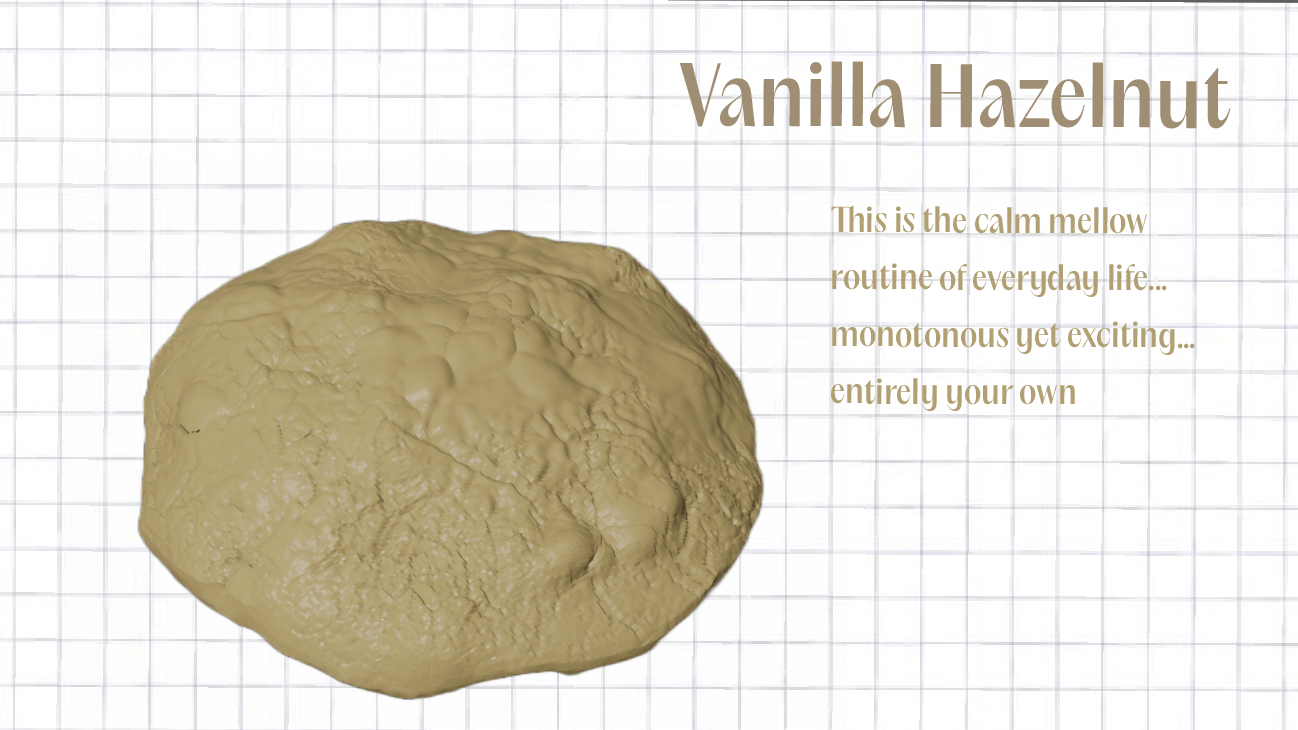 Vanilla Hazelnut
This is the calm mellow
routine of everyday life...
monotonous yet exciting...
entirely your own